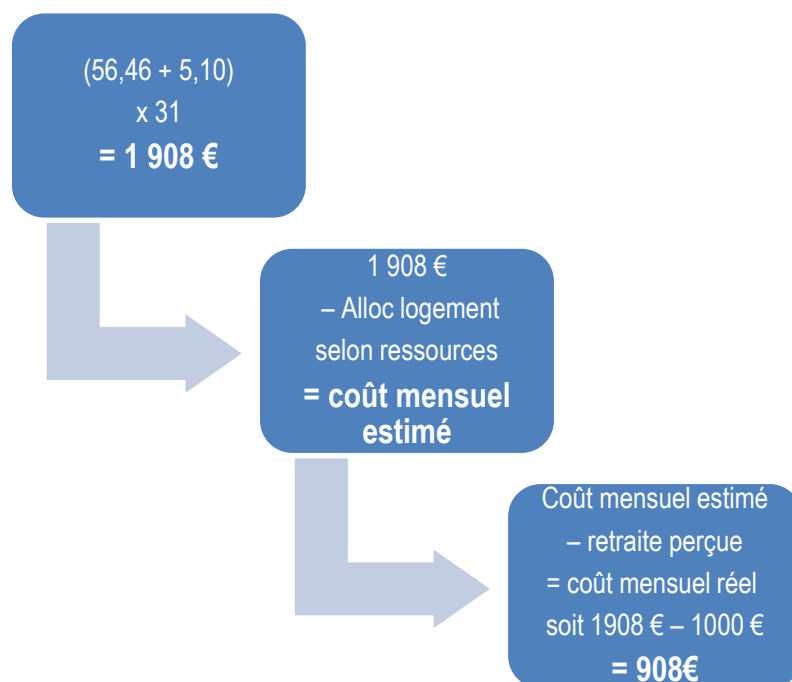 (56,46 + 5,10)
x 31
= 1 908 €
1 908 €
– Alloc logement
selon ressources
= coût mensuel
estimé
Coût mensuel estimé
– retraite perçue
= coût mensuel réel
soit 1908 € – 1000 €
= 908€